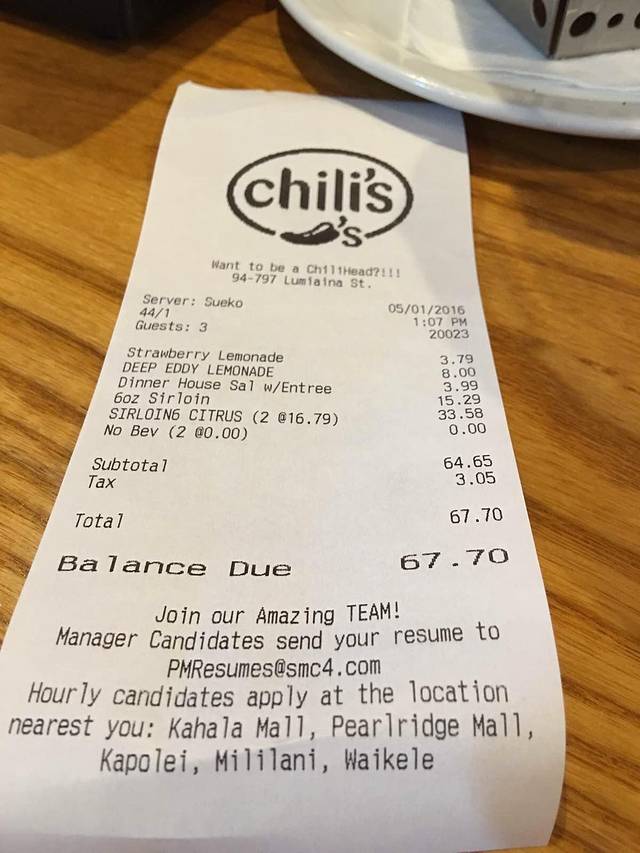 chili's
's
Want to be a ChiliHead?!!!
94-797 Lumiaina St.
Server: Sueko 05/01/2016
44/1 1:07 PM
Guests: 3 20023
Strawberry Lemonade 3.79
DEEP EDDY LEMONADE 8.00
Dinner House Sal w/Entree 3.99
6oz Sirloin 15.29
SIRLOIN6 CITRUS (2 @16.79) 33.58
No Bev (2 @0.00) 0.00
Subtotal 64.65
Tax 3.05
Total 67.70
Balance Due 67.70
Join our Amazing TEAM!
Manager Candidates send your resume to
PMResumes@smc4.com
Hourly candidates apply at the location
nearest you: Kahala Mall, Pearlridge Mall,
Kapolei, Mililani, Waikele